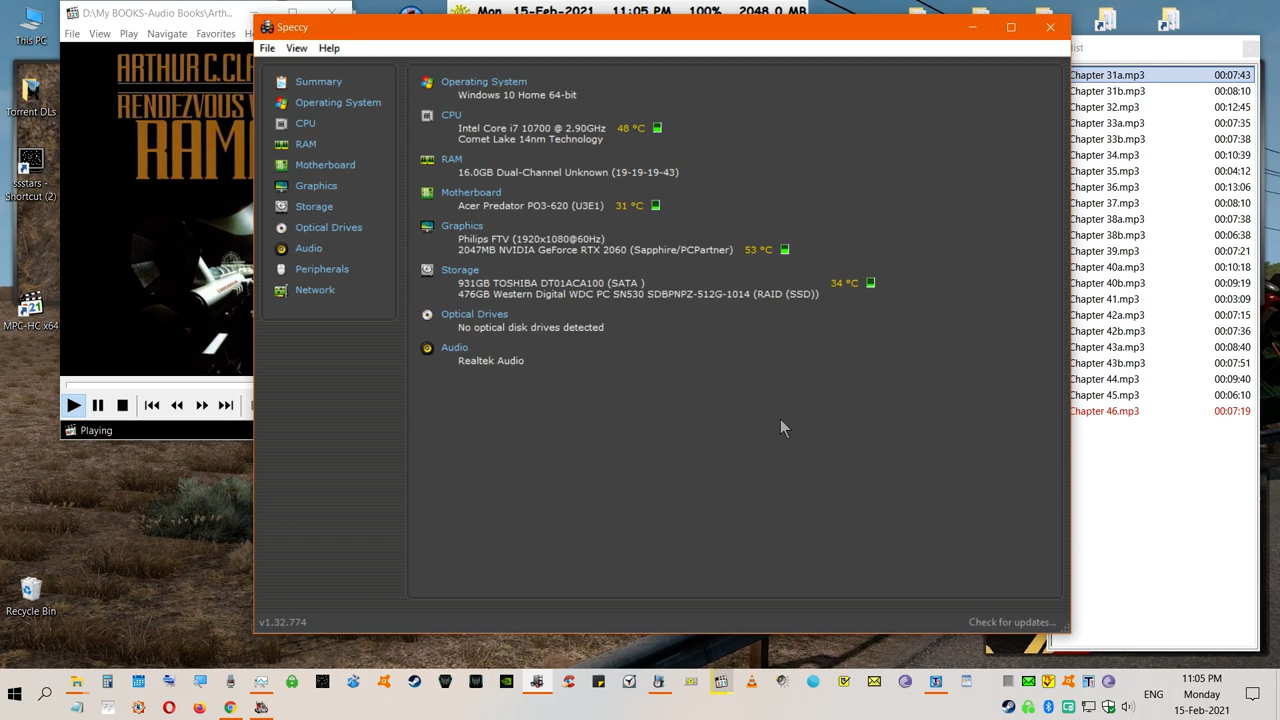 Mon 15-Feb-2021 11:05 PM 100% 2048.0 MB
This PC
Torrent DLs
ssstars -
Shortcut (2)
MPC-HC x64
Recycle Bin
D:\My BOOKS-Audio Books\Arth...
File View Play Navigate Favorites
ARTHUR C.CLA
RENDEZVOUS
RAM
Playing
Speccy
File View Help
Summary
Operating System
CPU
RAM
Motherboard
Graphics
Storage
Optical Drives
Audio
Peripherals
Network
Operating System
Windows 10 Home 64-bit
CPU
Intel Core i7 10700 @ 2.90GHz 48 °C
Comet Lake 14nm Technology
RAM
16.0GB Dual-Channel Unknown (19-19-19-43)
Motherboard
Acer Predator PO3-620 (U3E1) 31 °C
Graphics
Philips FTV (1920x1080@60Hz)
2047MB NVIDIA GeForce RTX 2060 (Sapphire/PCPartner) 53 °C
Storage
931GB TOSHIBA DT01ACA100 (SATA ) 34 °C
476GB Western Digital WDC PC SN530 SDBPNPZ-512G-1014 (RAID (SSD))
Optical Drives
No optical disk drives detected
Audio
Realtek Audio
v1.32.774
Check for updates...
list
Chapter 31a.mp3 00:07:43
Chapter 31b.mp3 00:08:10
Chapter 32.mp3 00:12:45
Chapter 33a.mp3 00:07:35
Chapter 33b.mp3 00:07:38
Chapter 34.mp3 00:10:39
Chapter 35.mp3 00:04:12
Chapter 36.mp3 00:13:06
Chapter 37.mp3 00:08:10
Chapter 38a.mp3 00:07:38
Chapter 38b.mp3 00:06:38
Chapter 39.mp3 00:07:21
Chapter 40a.mp3 00:10:18
Chapter 40b.mp3 00:09:19
Chapter 41.mp3 00:03:09
Chapter 42a.mp3 00:07:15
Chapter 42b.mp3 00:07:36
Chapter 43a.mp3 00:08:40
Chapter 43b.mp3 00:07:51
Chapter 44.mp3 00:09:40
Chapter 45.mp3 00:06:10
Chapter 46.mp3 00:07:19
ENG
11:05 PM
Monday
15-Feb-2021